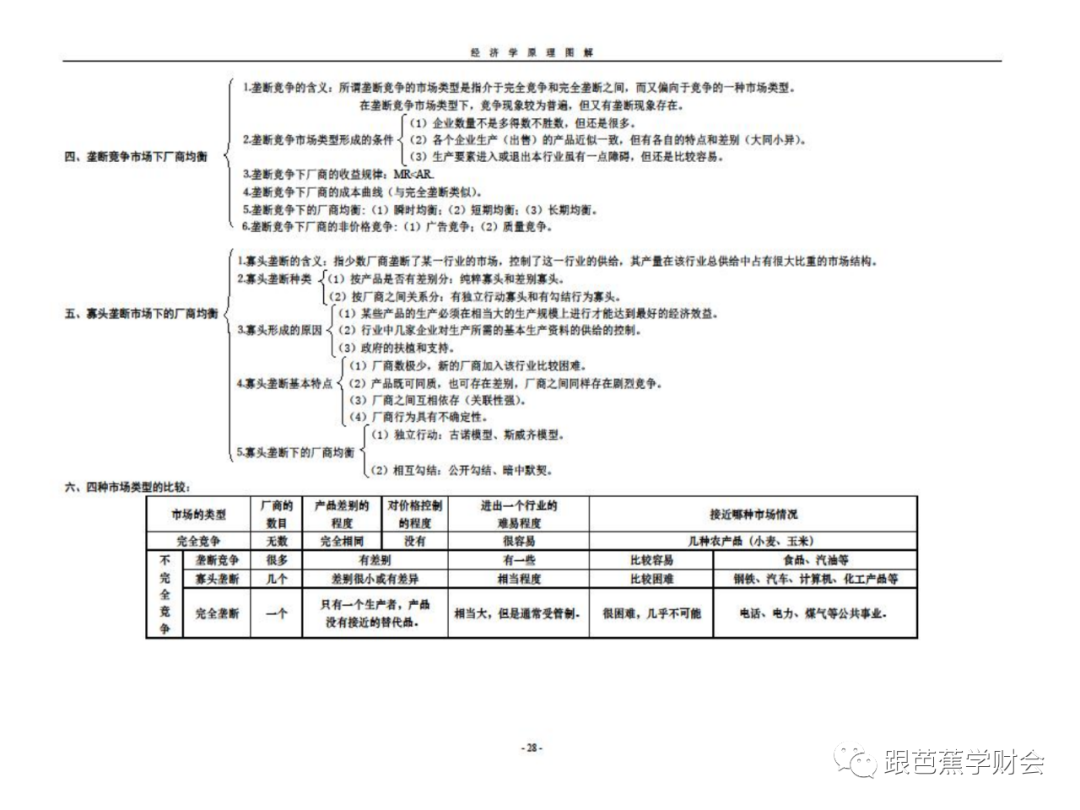 经济学原理图解
四、垄断竞争市场下厂商均衡
1.垄断竞争的含义：所谓垄断竞争的市场类型是指介于完全竞争和完全垄断之间，而又偏向于竞争的一种市场类型。
在垄断竞争市场类型下，竞争现象较为普遍，但又有垄断现象存在。
2.垄断竞争市场类型形成的条件
（1）企业数量不是多得数不胜数，但还是很多。
（2）各个企业生产（出售）的产品近似一致，但有各自的特点和差别（大同小异）。
（3）生产要素进入或退出本行业虽有一点障碍，但还是比较容易。
3.垄断竞争下厂商的收益规律：MR<AR.
4.垄断竞争下厂商的成本曲线（与完全垄断类似）。
5.垄断竞争下的厂商均衡：（1）瞬时均衡；（2）短期均衡；（3）长期均衡。
6.垄断竞争下厂商的非价格竞争：（1）广告竞争；（2）质量竞争。
五、寡头垄断市场下的厂商均衡
1.寡头垄断的含义：指少数厂商垄断了某一行业的市场，控制了这一行业的供给，其产量在该行业总供给中占有很大比重的市场结构。
2.寡头垄断种类
（1）按产品是否有差别分：纯粹寡头和差别寡头。
（2）按厂商之间关系分：有独立行动寡头和有勾结行为寡头。
3.寡头形成的原因
（1）某些产品的生产必须在相当大的生产规模上进行才能达到最好的经济效益。
（2）行业中几家企业对生产所需的基本生产资料的供给的控制。
（3）政府的扶植和支持。
4.寡头垄断基本特点
（1）厂商数极少，新的厂商加入该行业比较困难。
（2）产品既可同质，也可存在差别，厂商之间同样存在剧烈竞争。
（3）厂商之间互相依存（关联性强）。
（4）厂商行为具有不确定性。
5.寡头垄断下的厂商均衡
（1）独立行动：古诺模型、斯威齐模型。
（2）相互勾结：公开勾结、暗中默契。
六、四种市场类型的比较：
市场的类型 厂商的数目 产品差别的程度 对价格控制的程度 进出一个行业的难易程度 接近哪种市场情况
完全竞争 无数 完全相同 没有 很容易 几种农产品（小麦、玉米）
不完全竞争
垄断竞争 很多 有差别 有一些 比较容易 食品、汽油等
寡头垄断 几个 差别很小或有差异 相当程度 比较困难 钢铁、汽车、计算机、化工产品等
完全垄断 一个 只有一个生产者，产品没有接近的替代品。 相当大，但是通常受管制。 很困难，几乎不可能 电话、电力、煤气等公共事业。
- 28 -
跟芭蕉学财会